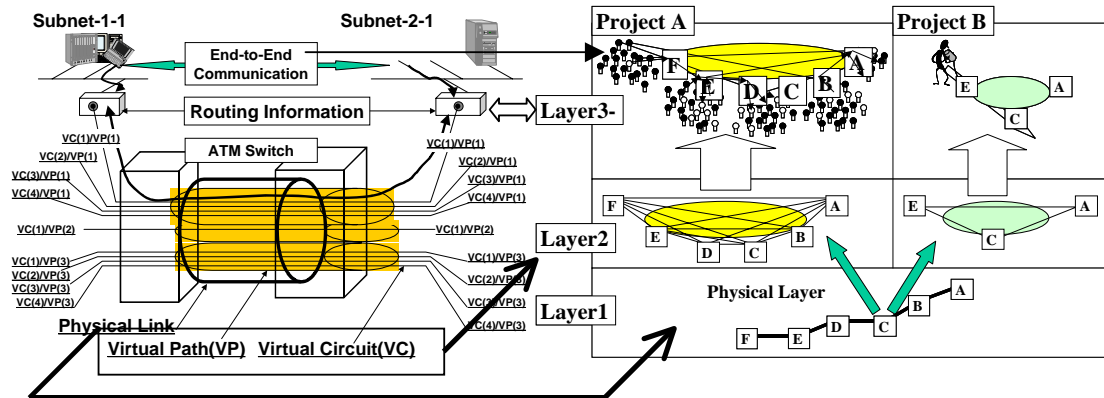 Subnet-1-1
Subnet-2-1
End-to-End
Communication
Routing Information
ATM Switch
VC(1)/VP(1)
VC(2)/VP(1)
VC(3)/VP(1)
VC(4)/VP(1)
VC(1)/VP(2)
VC(1)/VP(3)
VC(2)/VP(3)
VC(3)/VP(3)
VC(4)/VP(3)
VC(1)/VP(1)
VC(2)/VP(1)
VC(3)/VP(1)
VC(4)/VP(1)
VC(1)/VP(2)
VC(1)/VP(3)
VC(2)/VP(3)
VC(3)/VP(3)
VC(4)/VP(3)
Physical Link
Virtual Path(VP)
Virtual Circuit(VC)
Layer3-
Layer2
Layer1
Project A
F
E
D
C
B
A
Project B
E
A
C
F
A
E
B
D
C
E
A
C
Physical Layer
A
B
C
D
E
F